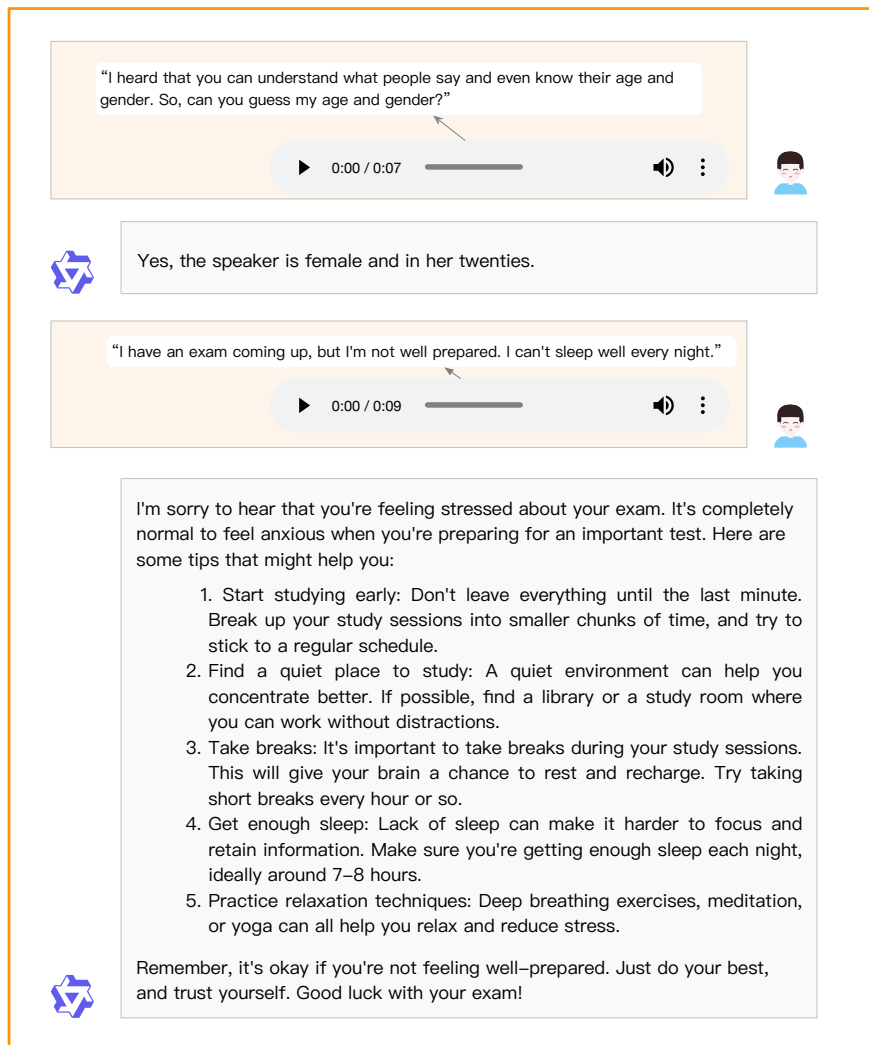 “I heard that you can understand what people say and even know their age and
gender. So, can you guess my age and gender?”
0:00 / 0:07
Yes, the speaker is female and in her twenties.
“I have an exam coming up, but I'm not well prepared. I can't sleep well every night.”
0:00 / 0:09
I'm sorry to hear that you're feeling stressed about your exam. It's completely
normal to feel anxious when you're preparing for an important test. Here are
some tips that might help you:
1. Start studying early: Don't leave everything until the last minute.
Break up your study sessions into smaller chunks of time, and try to
stick to a regular schedule.
2. Find a quiet place to study: A quiet environment can help you
concentrate better. If possible, find a library or a study room where
you can work without distractions.
3. Take breaks: It's important to take breaks during your study sessions.
This will give your brain a chance to rest and recharge. Try taking
short breaks every hour or so.
4. Get enough sleep: Lack of sleep can make it harder to focus and
retain information. Make sure you're getting enough sleep each night,
ideally around 7–8 hours.
5. Practice relaxation techniques: Deep breathing exercises, meditation,
or yoga can all help you relax and reduce stress.
Remember, it's okay if you're not feeling well–prepared. Just do your best,
and trust yourself. Good luck with your exam!